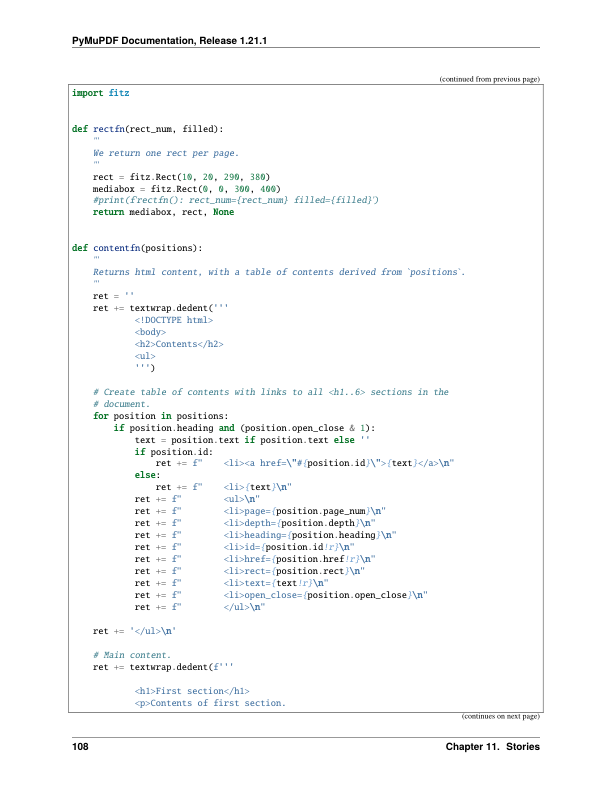 PyMuPDF Documentation, Release 1.21.1
(continued from previous page)
import fitz
def rectfn(rect_num, filled):
    '''
    We return one rect per page.
    '''
    rect = fitz.Rect(10, 20, 290, 380)
    mediabox = fitz.Rect(0, 0, 300, 400)
    #print(f'rectfn(): rect_num={rect_num} filled={filled}')
    return mediabox, rect, None
def contentfn(positions):
    '''
    Returns html content, with a table of contents derived from `positions`.
    '''
    ret = ''
    ret += textwrap.dedent('''
            <!DOCTYPE html>
            <body>
            <h2>Contents</h2>
            <ul>
            ''')
    # Create table of contents with links to all <h1..6> sections in the
    # document.
    for position in positions:
        if position.heading and (position.open_close & 1):
            text = position.text if position.text else ''
            if position.id:
                ret += f"    <li><a href=\"#{position.id}\">{text}</a>\n"
            else:
                ret += f"    <li>{text}\n"
            ret += f"        <ul>\n"
            ret += f"        <li>page={position.page_num}\n"
            ret += f"        <li>depth={position.depth}\n"
            ret += f"        <li>heading={position.heading}\n"
            ret += f"        <li>id={position.id!r}\n"
            ret += f"        <li>href={position.href!r}\n"
            ret += f"        <li>rect={position.rect}\n"
            ret += f"        <li>text={text!r}\n"
            ret += f"        <li>open_close={position.open_close}\n"
            ret += f"        </ul>\n"
    ret += '</ul>\n'
    # Main content.
    ret += textwrap.dedent(f'''
            <h1>First section</h1>
            <p>Contents of first section.
(continues on next page)
108 Chapter 11. Stories